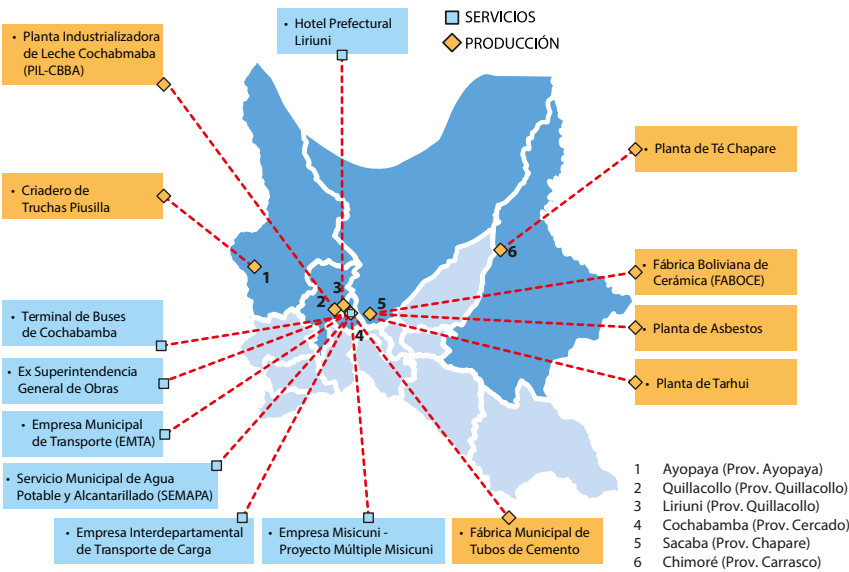 SERVICIOS
PRODUCCIÓN
• Hotel Prefectural
Liriuni
• Planta Industrializadora
de Leche Cochabmaba
(PIL-CBBA)
• Criadero de
Truchas Piusilla
• Planta de Té Chapare
• Fábrica Boliviana de
Cerámica (FABOCE)
• Planta de Asbestos
• Planta de Tarhui
• Terminal de Buses
de Cochabamba
• Ex Superintendencia
General de Obras
• Empresa Municipal
de Transporte (EMTA)
• Servicio Municipal de Agua
Potable y Alcantarillado (SEMAPA)
• Empresa Interdepartamental
de Transporte de Carga
• Empresa Misicuni -
Proyecto Múltiple Misicuni
• Fábrica Municipal de
Tubos de Cemento
1
2
3
4
5
6
1 Ayopaya (Prov. Ayopaya)
2 Quillacollo (Prov. Quillacollo)
3 Liriuni (Prov. Quillacollo)
4 Cochabamba (Prov. Cercado)
5 Sacaba (Prov. Chapare)
6 Chimoré (Prov. Carrasco)